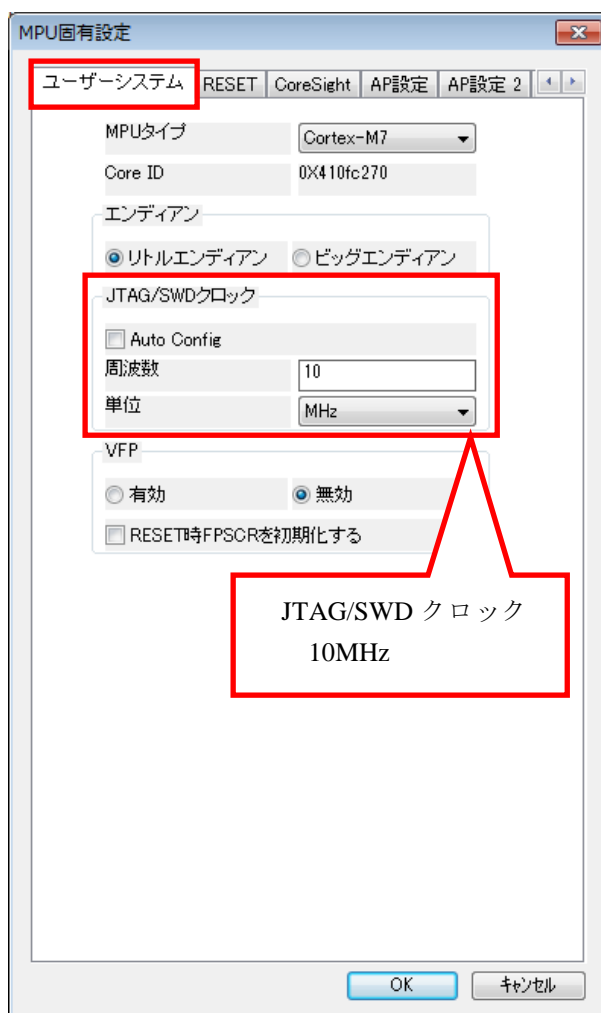 MPU固有設定
ユーザーシステム RESET CoreSight AP設定 AP設定 2
MPUタイプ Cortex-M7
Core ID 0X410fc270
エンディアン
リトルエンディアン ビッグエンディアン
JTAG/SWDクロック
Auto Config
周波数 10
単位 MHz
VFP
有効 無効
RESET時FPSCRを初期化する
JTAG/SWD クロック
10MHz
OK キャンセル